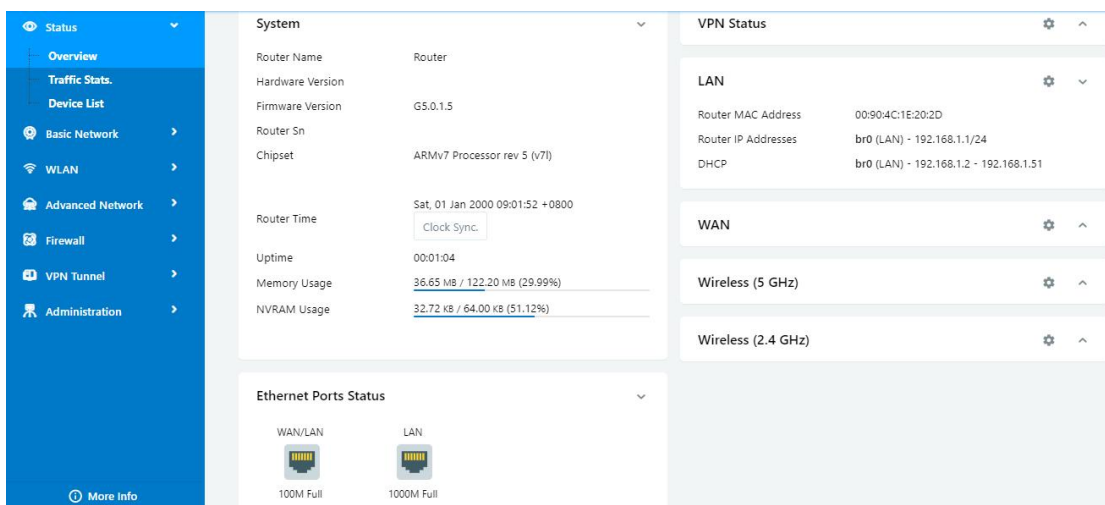 Status
Overview
Traffic Stats.
Device List
Basic Network
WLAN
Advanced Network
Firewall
VPN Tunnel
Administration
More Info
System
Router Name Router
Hardware Version
Firmware Version G5.0.1.5
Router Sn
Chipset ARMv7 Processor rev 5 (v7l)
Sat, 01 Jan 2000 09:01:52 +0800
Router Time
Clock Sync.
Uptime 00:01:04
Memory Usage 36.65 MB / 122.20 MB (29.99%)
NVRAM Usage 32.72 KB / 64.00 KB (51.12%)
Ethernet Ports Status
WAN/LAN LAN
100M Full 1000M Full
VPN Status
LAN
Router MAC Address 00:90:4C:1E:20:2D
Router IP Addresses br0 (LAN) - 192.168.1.1/24
DHCP br0 (LAN) - 192.168.1.2 - 192.168.1.51
WAN
Wireless (5 GHz)
Wireless (2.4 GHz)